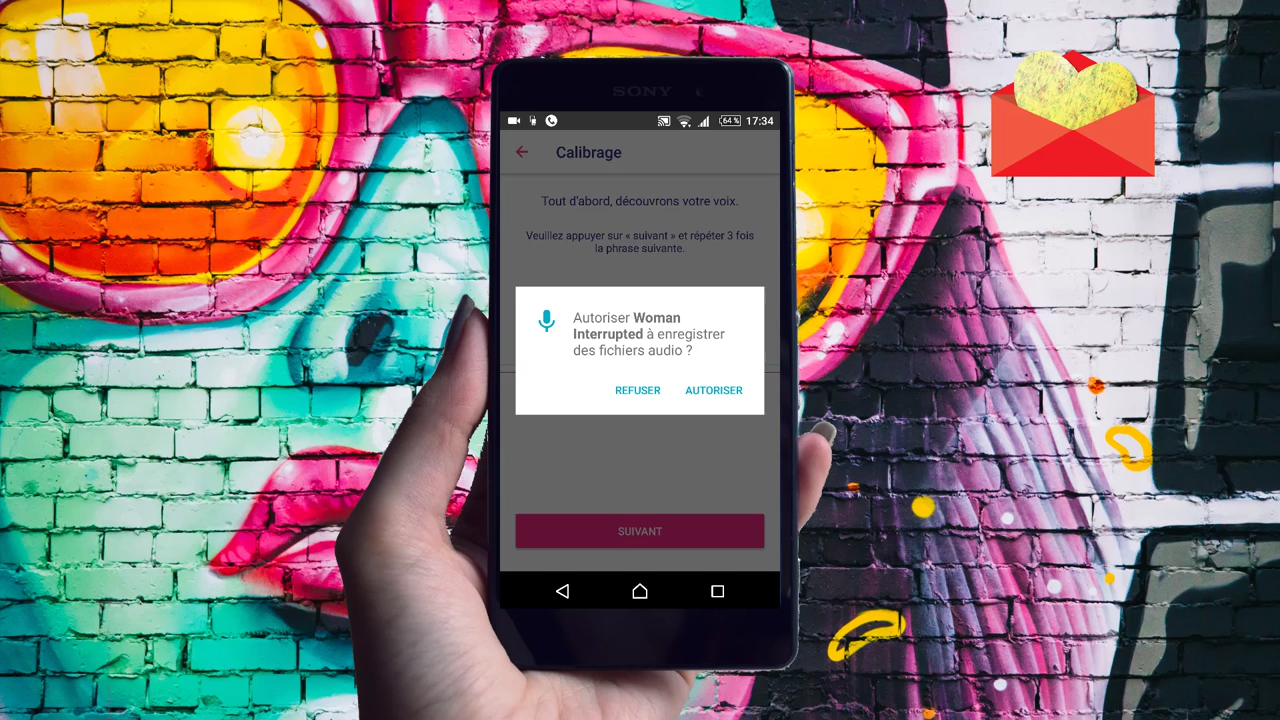 SONY
64 % 17:34
Calibrage
Tout d'abord, découvrons votre voix.
Veuillez appuyer sur « suivant » et répéter 3 fois
la phrase suivante.
Autoriser Woman
Interrupted à enregistrer
des fichiers audio ?
REFUSER AUTORISER
SUIVANT